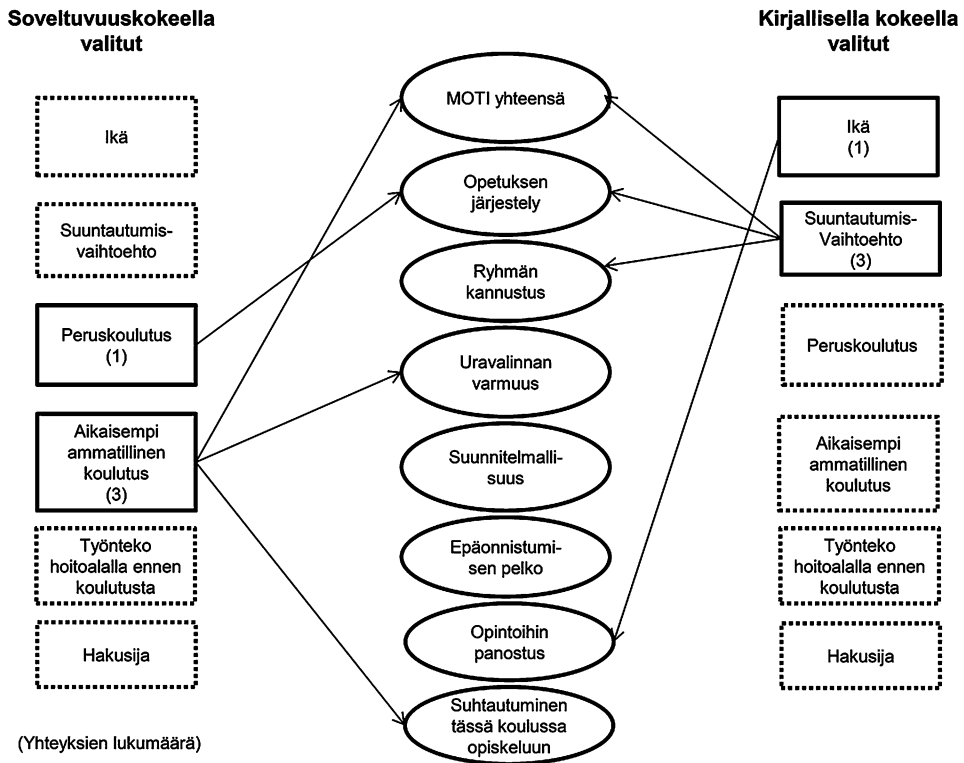 Soveltuvuuskokeella
valitut
Ikä
Suuntautumis-
vaihtoehto
Peruskoulutus
(1)
Aikaisempi
ammatillinen
koulutus
(3)
Työnteko
hoitoalalla ennen
koulutusta
Hakusija
(Yhteyksien lukumäärä)
MOTI yhteensä
Opetuksen
järjestely
Ryhmän
kannustus
Uravalinnan
varmuus
Suunnitelmalli-
suus
Epäonnistumi-
sen pelko
Opintoihin
panostus
Suhtautuminen
tässä koulussa
opiskeluun
Kirjallisella kokeella
valitut
Ikä
(1)
Suuntautumis-
Vaihtoehto
(3)
Peruskoulutus
Aikaisempi
ammatillinen
koulutus
Työnteko
hoitoalalla ennen
koulutusta
Hakusija